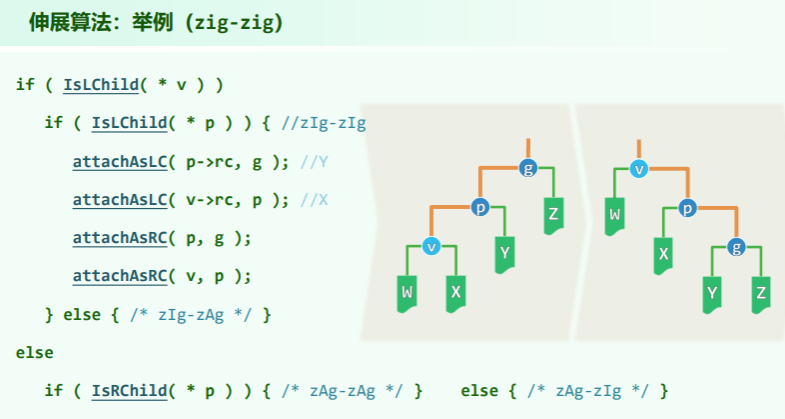 伸展算法：举例（zig-zig）
if ( IsLChild( * v ) )
if ( IsLChild( * p ) ) { //zIg-zIg
attachAsLC( p->rc, g ); //Y
attachAsLC( v->rc, p ); //X
attachAsRC( p, g );
attachAsRC( v, p );
} else { /* zIg-zAg */ }
else
if ( IsRChild( * p ) ) { /* zAg-zAg */ } else { /* zAg-zIg */ }
g
p
Z
v
Y
W X
v
W
p
X
g
Y Z